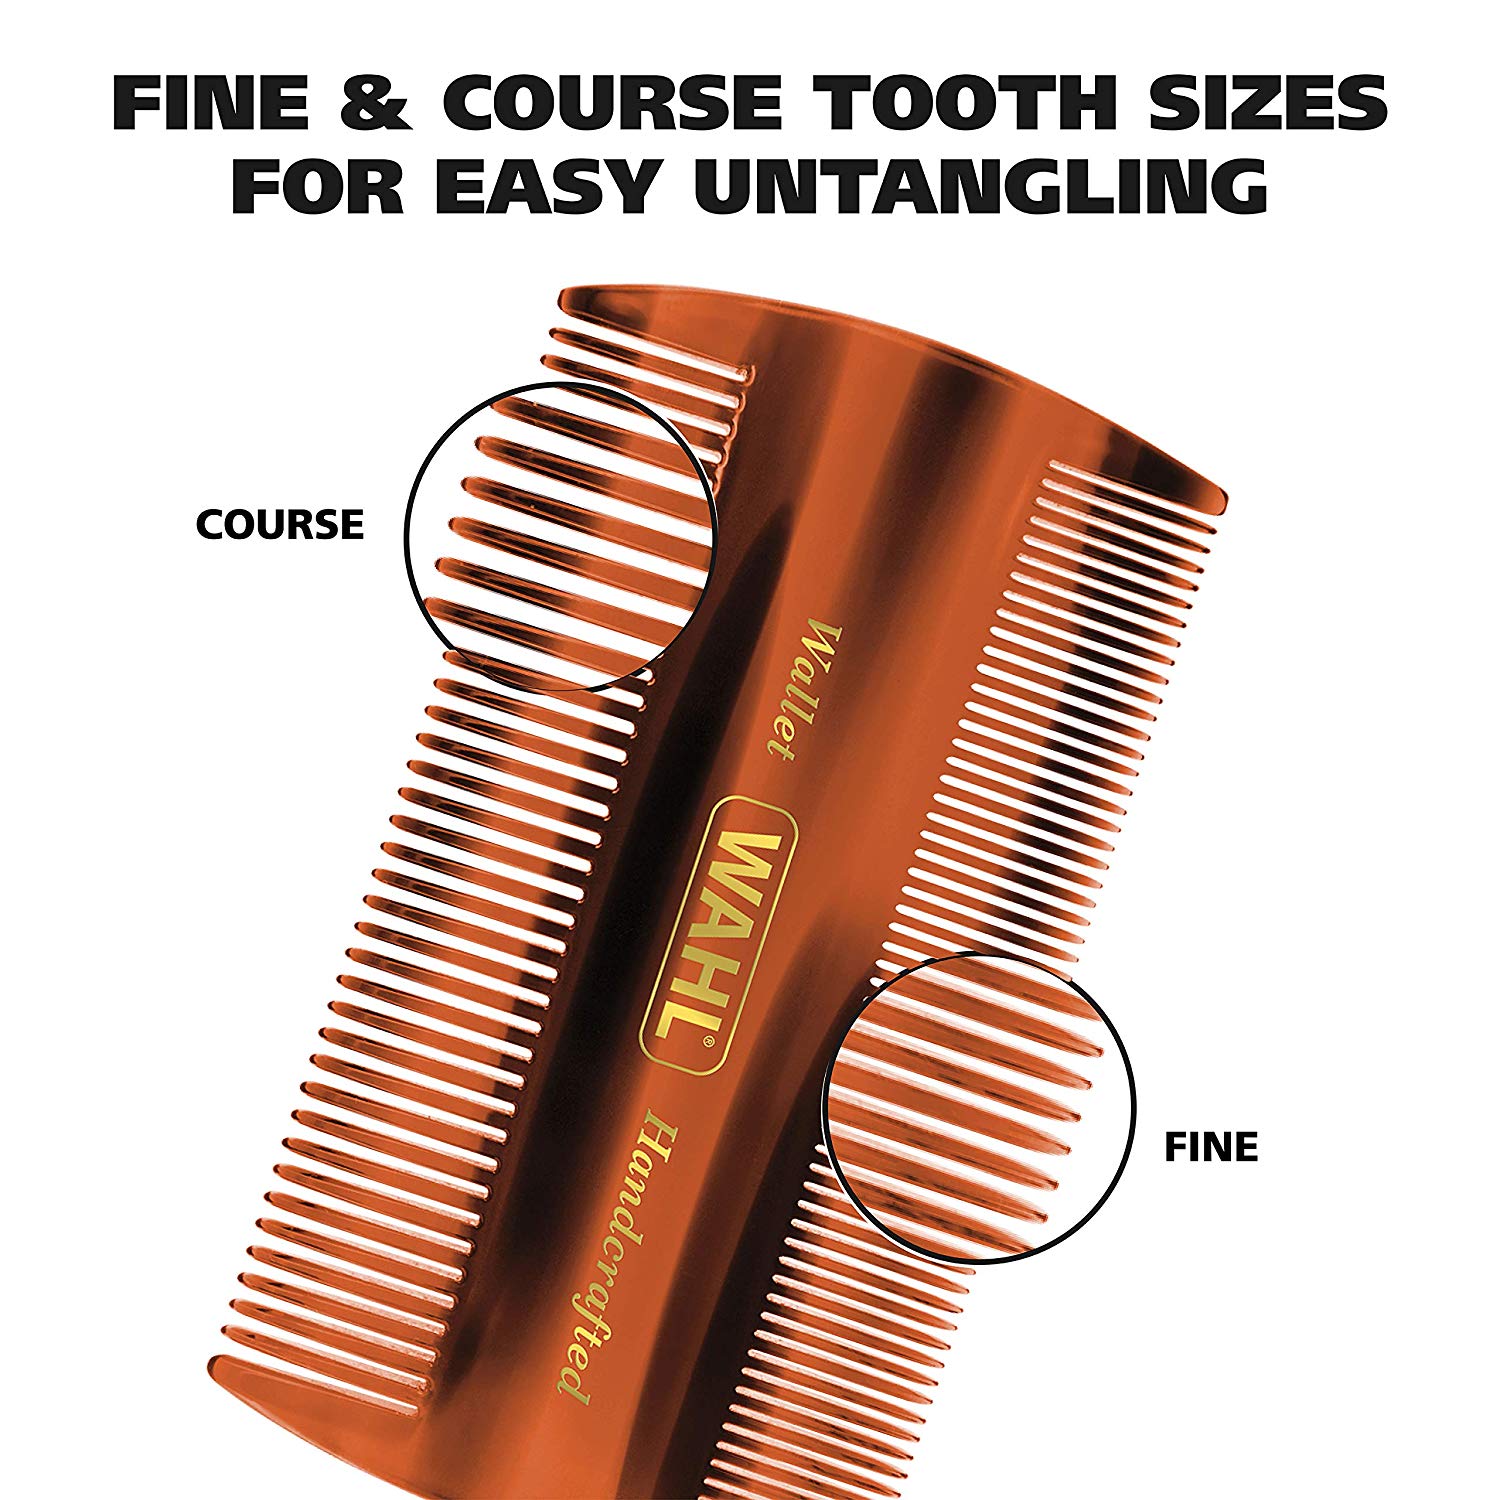 FINE & COURSE TOOTH SIZES
FOR EASY UNTANGLING
COURSE
Wallet
WAHL®
Handcrafted
FINE